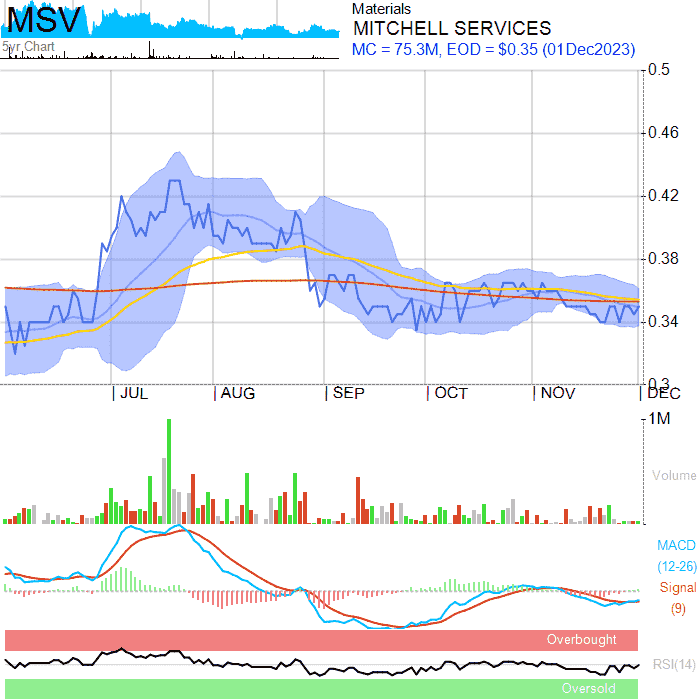 MSV
5yr Chart
Materials
MITCHELL SERVICES
MC = 75.3M, EOD = $0.35 (01Dec2023)
0.5
0.46
0.42
0.38
0.34
0.3
JUL AUG SEP OCT NOV DEC
1M
Volume
MACD
(12-26)
Signal
(9)
Overbought
RSI(14)
Oversold